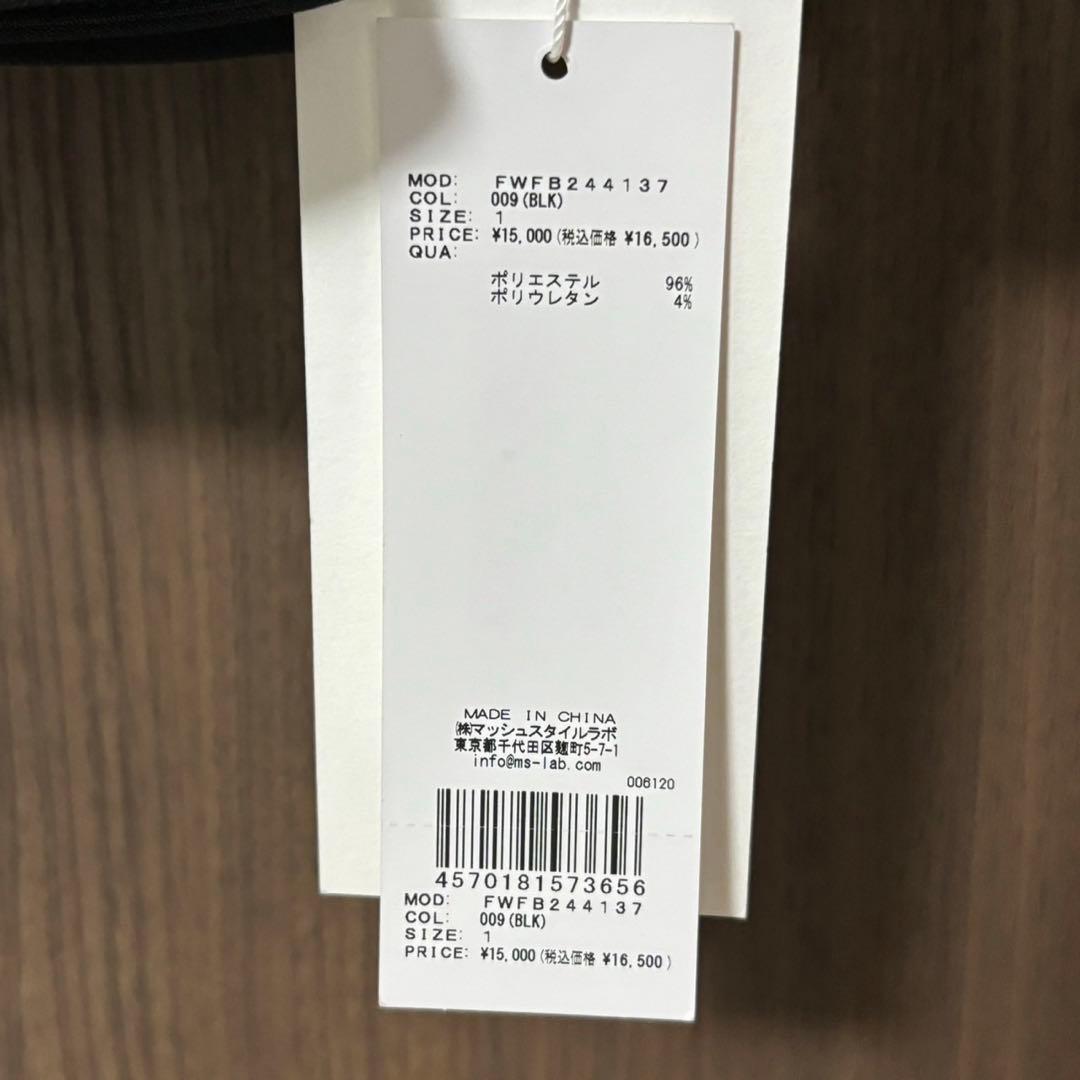 MOD: FWFB244137
COL: 009(BLK)
SIZE: 1
PRICE: ¥15,000(税込価格 ¥16,500)
QUA:
ポリエステル 96%
ポリウレタン 4%
MADE IN CHINA
㈱マッシュスタイルラボ
東京都千代田区麹町5-7-1
info@ms-lab.com
006120
4570181573656
MOD: FWFB244137
COL: 009(BLK)
SIZE: 1
PRICE: ¥15,000(税込価格 ¥16,500)